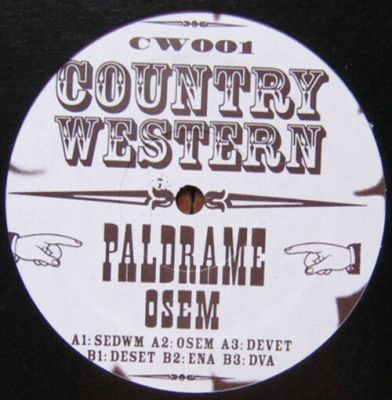 CW001
COUNTRY
WESTERN
PALDRAME
OSEM
A1: SEDWM A2: OSEM A3: DEVET
B1: DESET B2: ENA B3: DVA